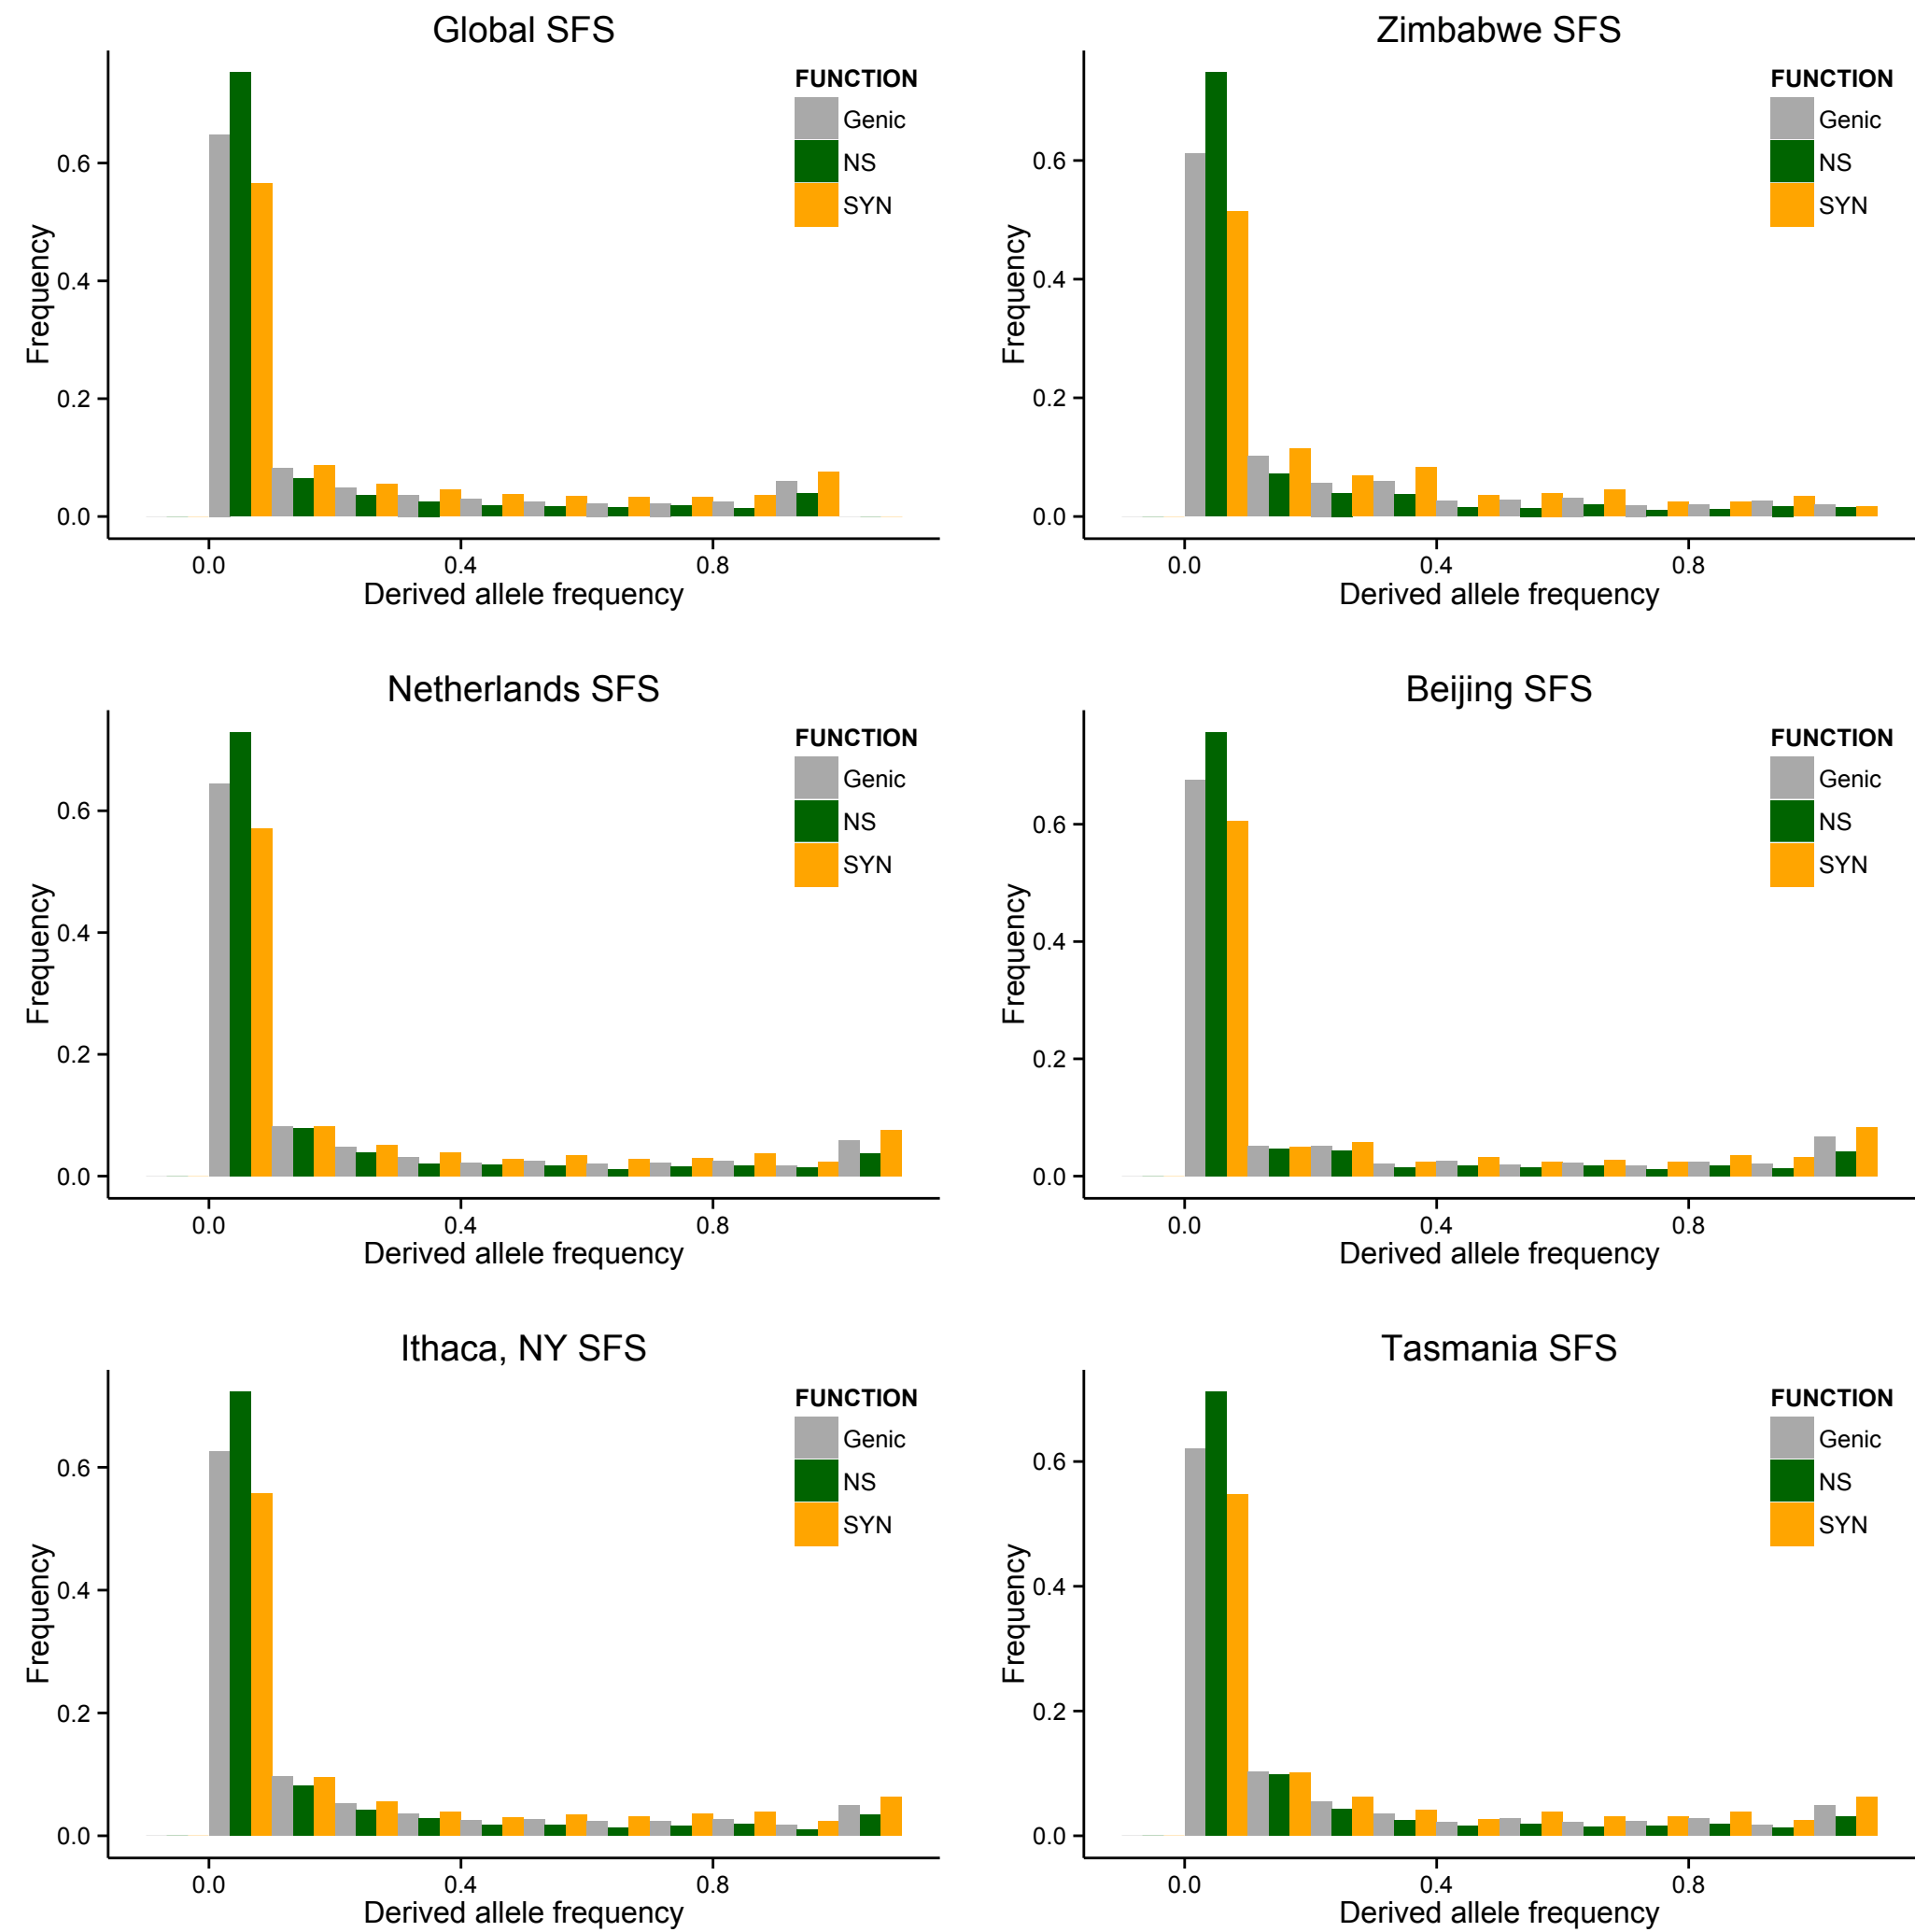 Global SFS
FUNCTION
Genic
NS
SYN
Frequency
0.6
0.4
0.2
0.0
0.0 0.4 0.8
Derived allele frequency
Zimbabwe SFS
FUNCTION
Genic
NS
SYN
Frequency
0.6
0.4
0.2
0.0
0.0 0.4 0.8
Derived allele frequency
Netherlands SFS
FUNCTION
Genic
NS
SYN
Frequency
0.6
0.4
0.2
0.0
0.0 0.4 0.8
Derived allele frequency
Beijing SFS
FUNCTION
Genic
NS
SYN
Frequency
0.6
0.4
0.2
0.0
0.0 0.4 0.8
Derived allele frequency
Ithaca, NY SFS
FUNCTION
Genic
NS
SYN
Frequency
0.6
0.4
0.2
0.0
0.0 0.4 0.8
Derived allele frequency
Tasmania SFS
FUNCTION
Genic
NS
SYN
Frequency
0.6
0.4
0.2
0.0
0.0 0.4 0.8
Derived allele frequency